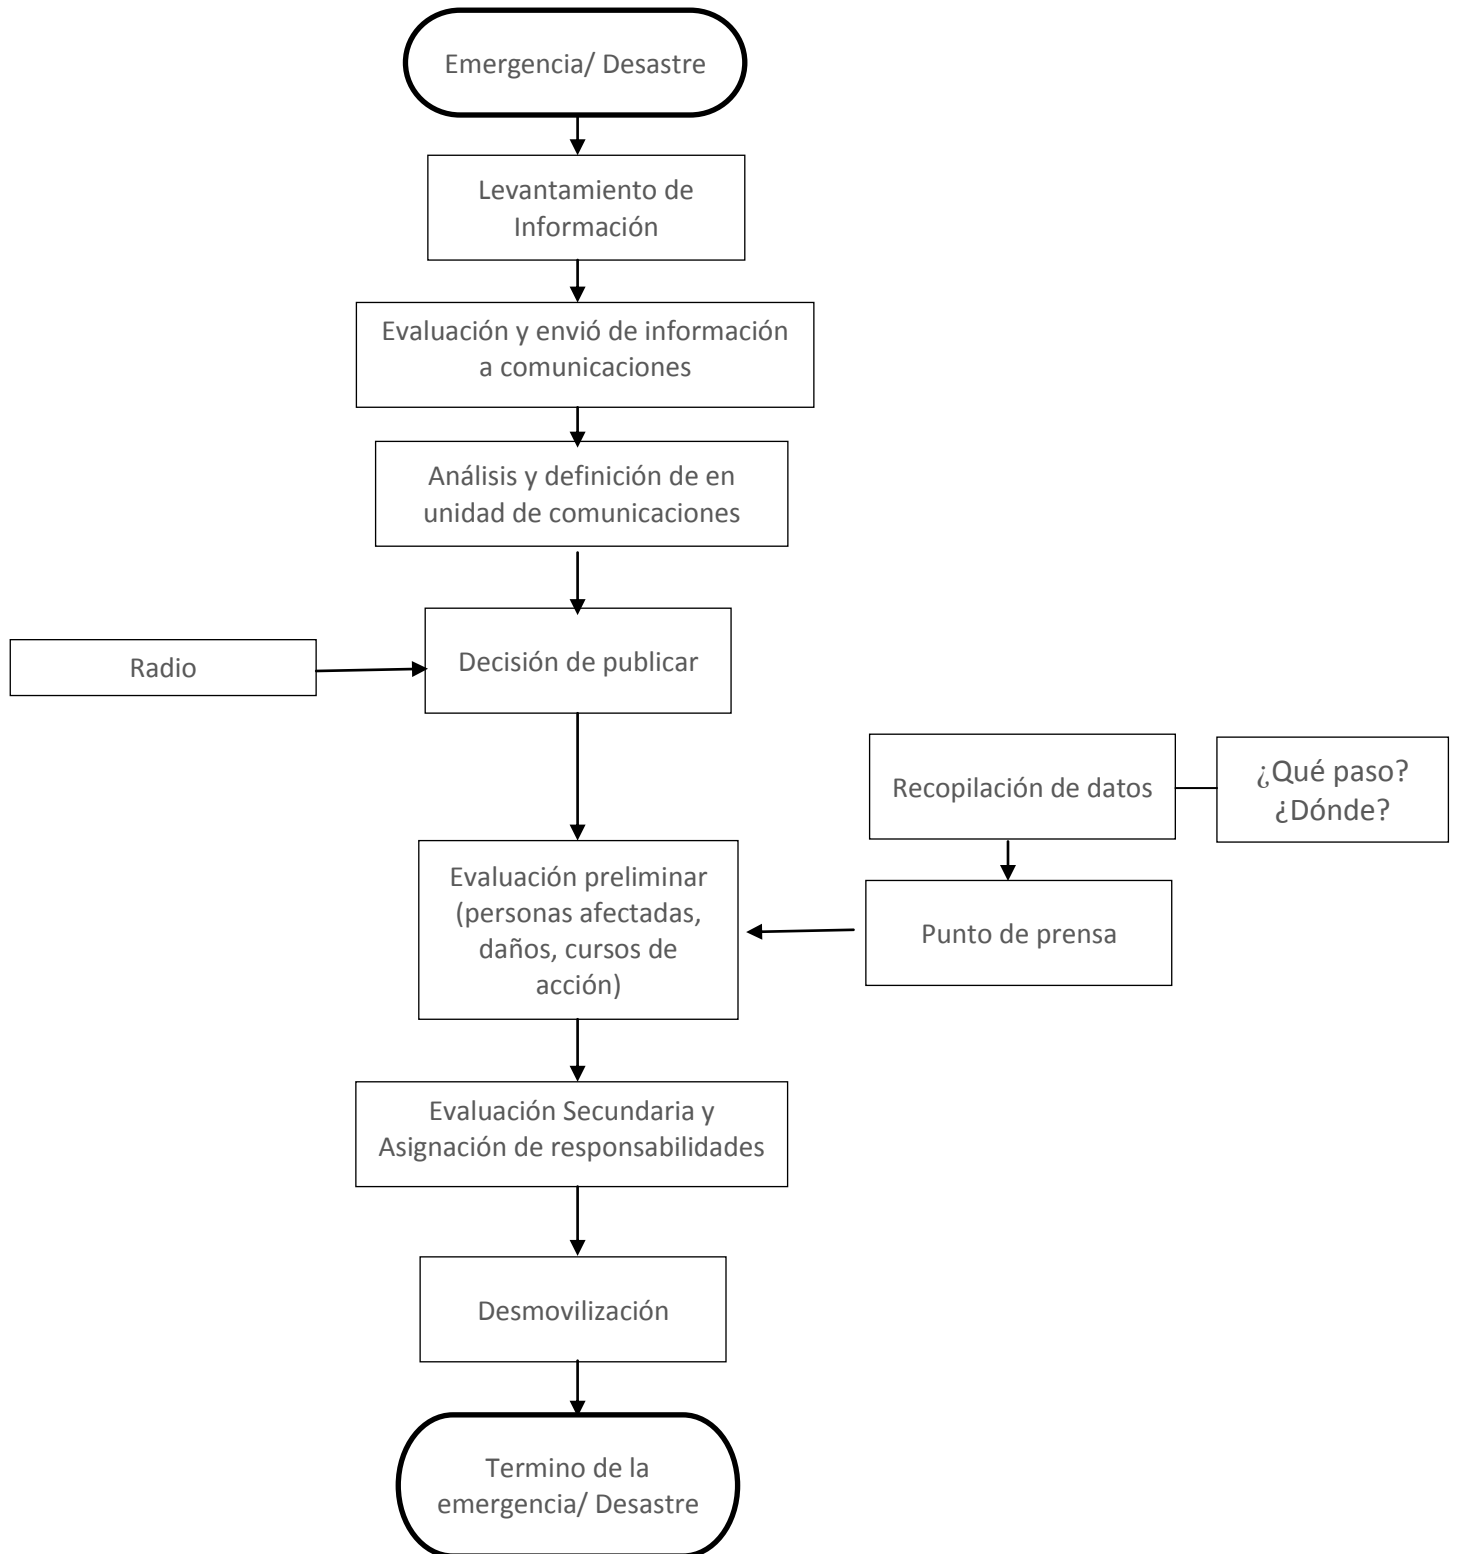 Emergencia/ Desastre
Levantamiento de
Información
Evaluación y envió de información
a comunicaciones
Análisis y definición de en
unidad de comunicaciones
Radio
Decisión de publicar
Recopilación de datos
¿Qué paso?
¿Dónde?
Evaluación preliminar
(personas afectadas,
daños, cursos de
acción)
Punto de prensa
Evaluación Secundaria y
Asignación de responsabilidades
Desmovilización
Termino de la
emergencia/ Desastre